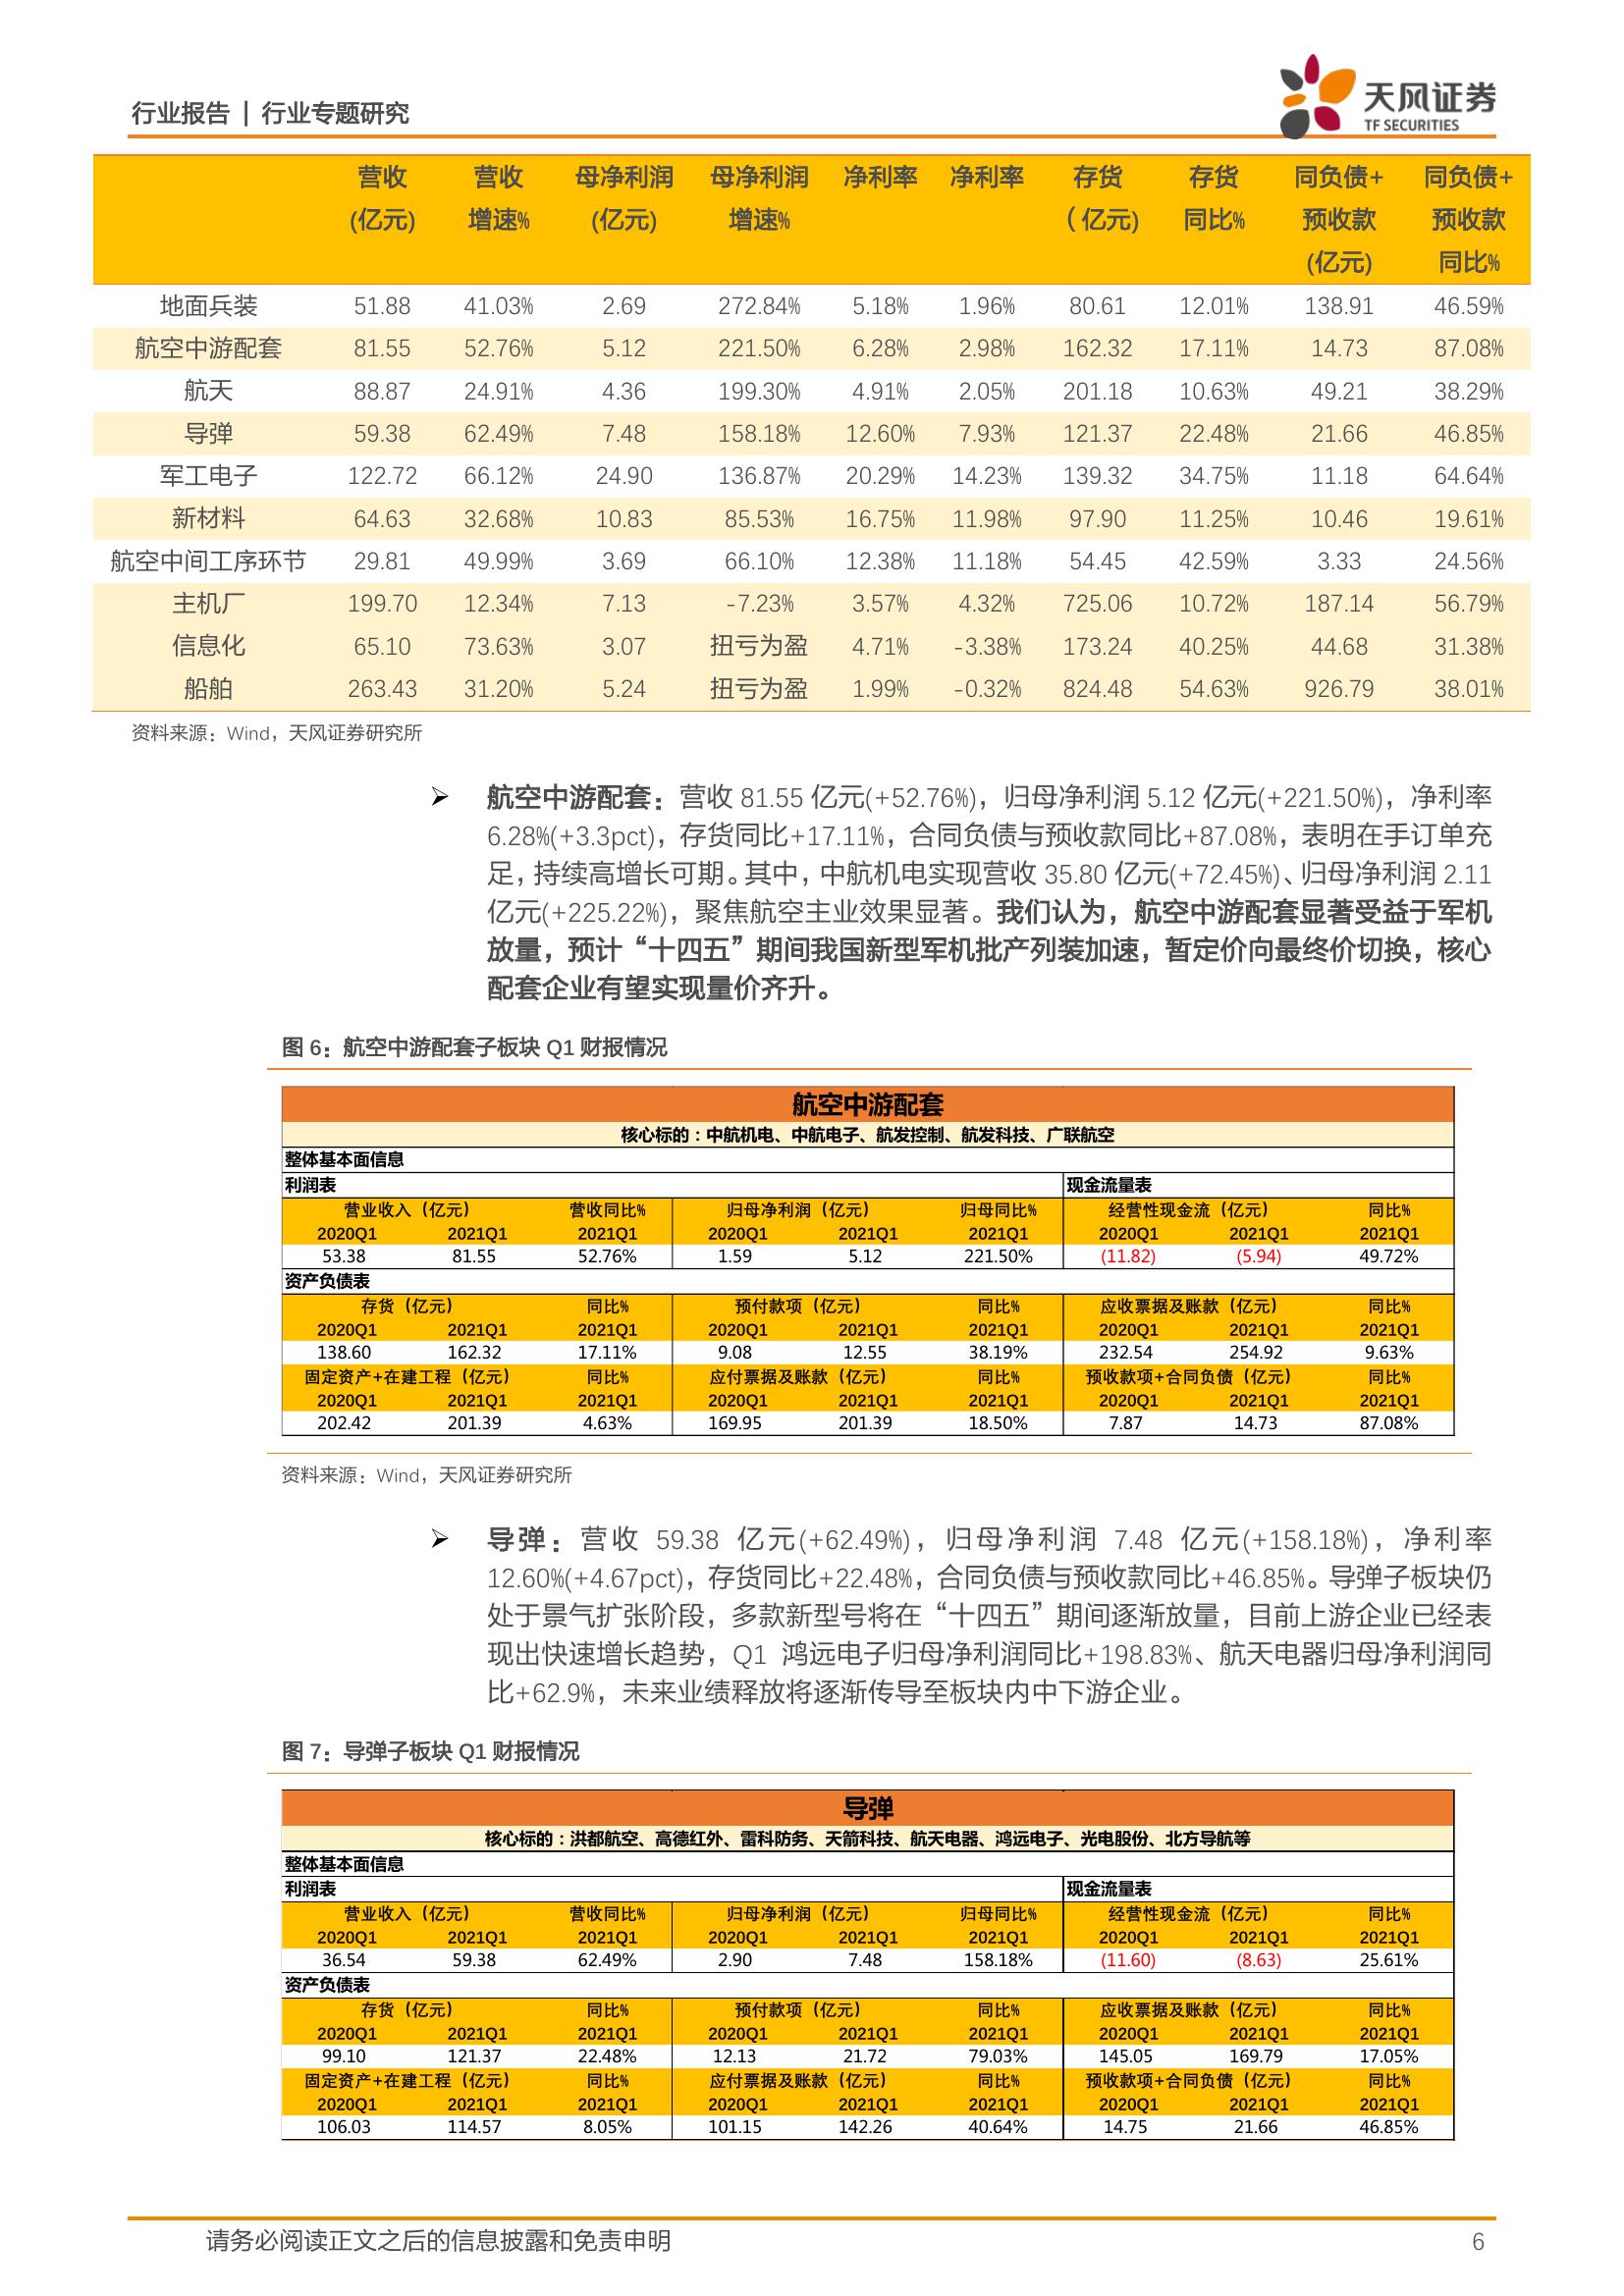 行业报告 | 行业专题研究
天风证券
TF SECURITIES
营收 营收 母净利润 母净利润 净利率 净利率 存货 存货 同负债+ 同负债+
(亿元) 增速% (亿元) 增速% (亿元) 同比% 预收款 预收款
(亿元) 同比%
地面兵装 51.88 41.03% 2.69 272.84% 5.18% 1.96% 80.61 12.01% 138.91 46.59%
航空中游配套 81.55 52.76% 5.12 221.50% 6.28% 2.98% 162.32 17.11% 14.73 87.08%
航天 88.87 24.91% 4.36 199.30% 4.91% 2.05% 201.18 10.63% 49.21 38.29%
导弹 59.38 62.49% 7.48 158.18% 12.60% 7.93% 121.37 22.48% 21.66 46.85%
军工电子 122.72 66.12% 24.90 136.87% 20.29% 14.23% 139.32 34.75% 11.18 64.64%
新材料 64.63 32.68% 10.83 85.53% 16.75% 11.98% 97.90 11.25% 10.46 19.61%
航空中间工序环节 29.81 49.99% 3.69 66.10% 12.38% 11.18% 54.45 42.59% 3.33 24.56%
主机厂 199.70 12.34% 7.13 -7.23% 3.57% 4.32% 725.06 10.72% 187.14 56.79%
信息化 65.10 73.63% 3.07 扭亏为盈 4.71% -3.38% 173.24 40.25% 44.68 31.38%
船舶 263.43 31.20% 5.24 扭亏为盈 1.99% -0.32% 824.48 54.63% 926.79 38.01%
资料来源：Wind，天风证券研究所
➢ 航空中游配套：营收 81.55 亿元(+52.76%)，归母净利润 5.12 亿元(+221.50%)，净利率
6.28%(+3.3pct)，存货同比+17.11%，合同负债与预收款同比+87.08%，表明在手订单充
足，持续高增长可期。其中，中航机电实现营收 35.80 亿元(+72.45%)、归母净利润 2.11
亿元(+225.22%)，聚焦航空主业效果显著。我们认为，航空中游配套显著受益于军机
放量，预计“十四五”期间我国新型军机批产列装加速，暂定价向最终价切换，核心
配套企业有望实现量价齐升。
图 6：航空中游配套子板块 Q1 财报情况
航空中游配套
核心标的：中航机电、中航电子、航发控制、航发科技、广联航空
整体基本面信息
利润表 现金流量表
营业收入（亿元） 营收同比% 归母净利润（亿元） 归母同比% 经营性现金流（亿元） 同比%
2020Q1 2021Q1 2021Q1 2020Q1 2021Q1 2021Q1 2020Q1 2021Q1 2021Q1
53.38 81.55 52.76% 1.59 5.12 221.50% (11.82) (5.94) 49.72%
资产负债表
存货（亿元） 同比% 预付款项（亿元） 同比% 应收票据及账款（亿元） 同比%
2020Q1 2021Q1 2021Q1 2020Q1 2021Q1 2021Q1 2020Q1 2021Q1 2021Q1
138.60 162.32 17.11% 9.08 12.55 38.19% 232.54 254.92 9.63%
固定资产+在建工程（亿元） 同比% 应付票据及账款（亿元） 同比% 预收款项+合同负债（亿元） 同比%
2020Q1 2021Q1 2021Q1 2020Q1 2021Q1 2021Q1 2020Q1 2021Q1 2021Q1
202.42 201.39 4.63% 169.95 201.39 18.50% 7.87 14.73 87.08%
资料来源：Wind，天风证券研究所
➢ 导弹：营收 59.38 亿元(+62.49%)，归母净利润 7.48 亿元(+158.18%)，净利率
12.60%(+4.67pct)，存货同比+22.48%，合同负债与预收款同比+46.85%。导弹子板块仍
处于景气扩张阶段，多款新型号将在“十四五”期间逐渐放量，目前上游企业已经表
现出快速增长趋势，Q1 鸿远电子归母净利润同比+198.83%、航天电器归母净利润同
比+62.9%，未来业绩释放将逐渐传导至板块内中下游企业。
图 7：导弹子板块 Q1 财报情况
导弹
核心标的：洪都航空、高德红外、雷科防务、天箭科技、航天电器、鸿远电子、光电股份、北方导航等
整体基本面信息
利润表 现金流量表
营业收入（亿元） 营收同比% 归母净利润（亿元） 归母同比% 经营性现金流（亿元） 同比%
2020Q1 2021Q1 2021Q1 2020Q1 2021Q1 2021Q1 2020Q1 2021Q1 2021Q1
36.54 59.38 62.49% 2.90 7.48 158.18% (11.60) (8.63) 25.61%
资产负债表
存货（亿元） 同比% 预付款项（亿元） 同比% 应收票据及账款（亿元） 同比%
2020Q1 2021Q1 2021Q1 2020Q1 2021Q1 2021Q1 2020Q1 2021Q1 2021Q1
99.10 121.37 22.48% 12.13 21.72 79.03% 145.05 169.79 17.05%
固定资产+在建工程（亿元） 同比% 应付票据及账款（亿元） 同比% 预收款项+合同负债（亿元） 同比%
2020Q1 2021Q1 2021Q1 2020Q1 2021Q1 2021Q1 2020Q1 2021Q1 2021Q1
106.03 114.57 8.05% 101.15 142.26 40.64% 14.75 21.66 46.85%
请务必阅读正文之后的信息披露和免责申明 6